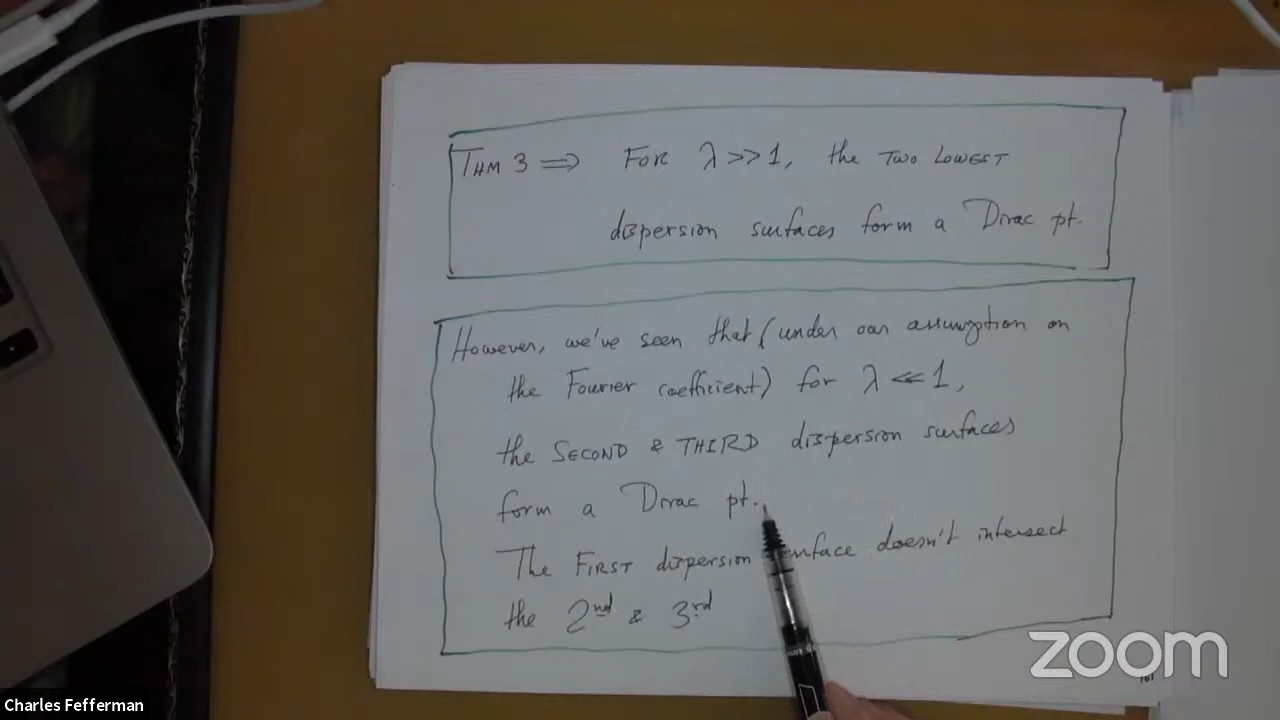 THM 3 ⟹ FOR λ >> 1, the TWO LOWEST
dispersion surfaces form a Dirac pt.
However, we've seen that (under our assumption on
the Fourier coefficient) for λ << 1,
the SECOND & THIRD dispersion surfaces
form a Dirac pt.
The FIRST dispersion surface doesn't intersect
the 2nd & 3rd
zoom
Charles Fefferman